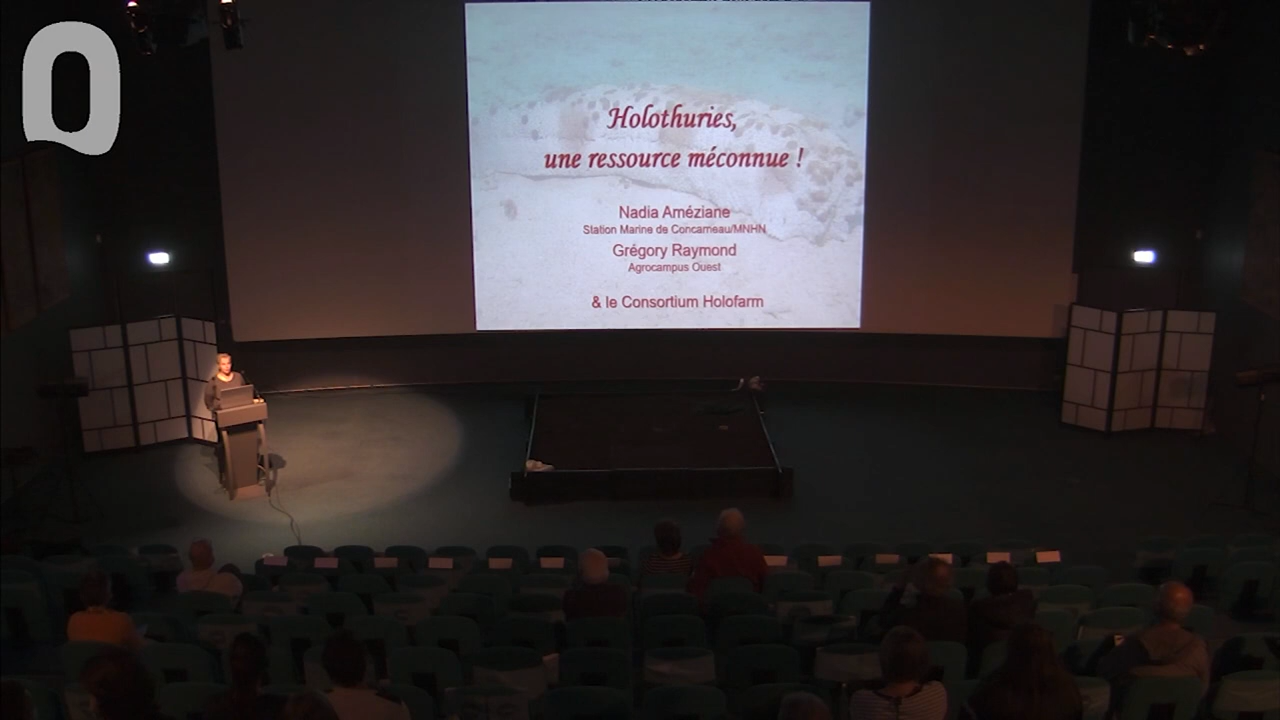 O
Holothuries,
une ressource méconnue !
Nadia Améziane
Station Marine de Concarneau/MNHN
Grégory Raymond
Agrocampus Ouest
& le Consortium Holofarm